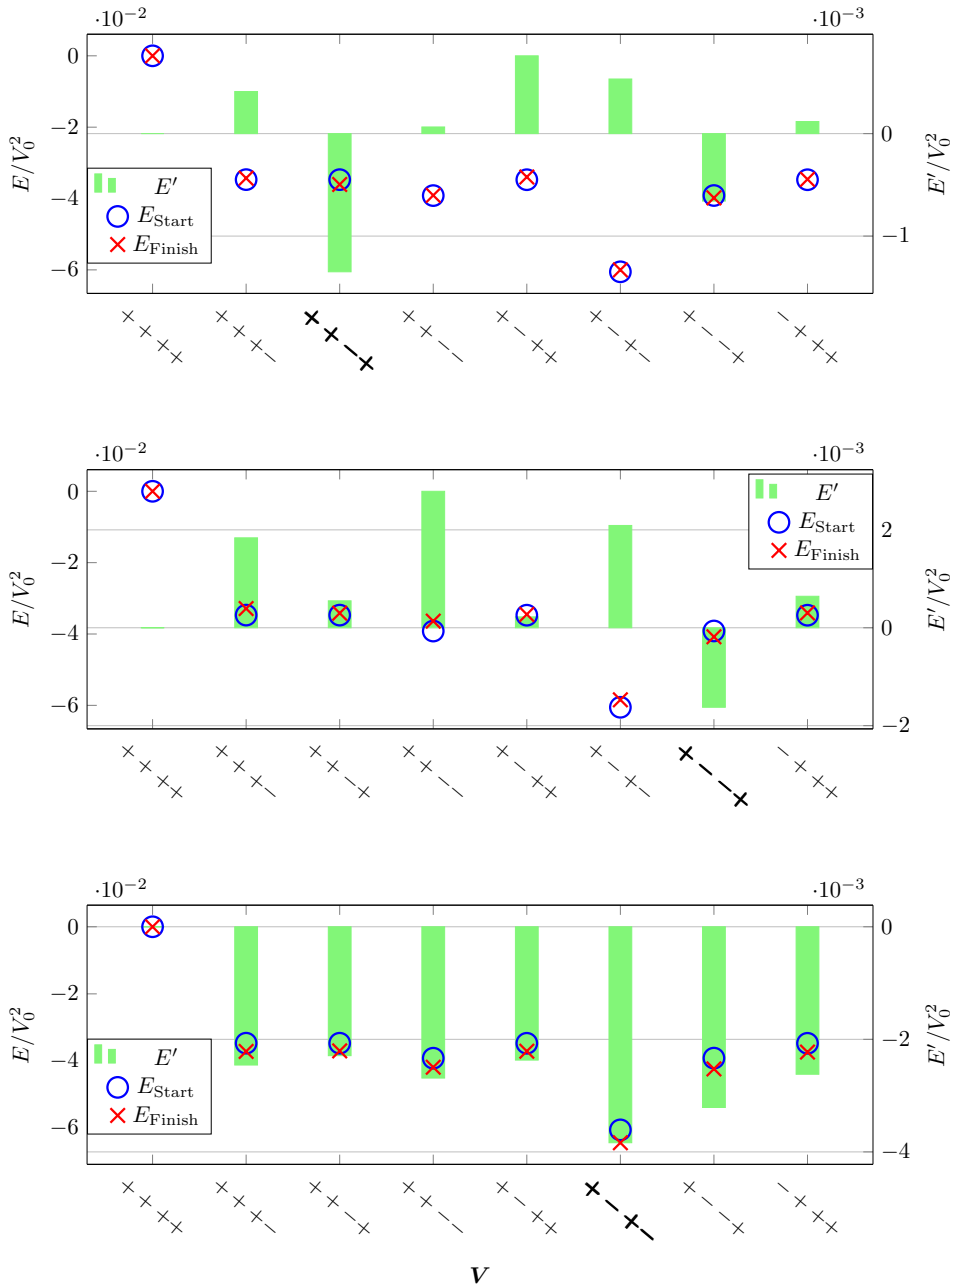 ·10⁻² ·10⁻³
0
−2 0
−4
−6 −1
E/V₀² E′/V₀²
E′
E_Start
E_Finish
+ + + + + + + − + + − + + + − − + − + + + − + − + − − + − + + +
·10⁻² ·10⁻³
0
−2 2
−4 0
−6 −2
E/V₀² E′/V₀²
E′
E_Start
E_Finish
+ + + + + + + − + + − + + + − − + − + + + − + − + − − + − + + +
·10⁻² ·10⁻³
0 0
−2
−4 −2
−6 −4
E/V₀² E′/V₀²
E′
E_Start
E_Finish
+ + + + + + + − + + − + + + − − + − + + + − + − + − − + − + + +
V